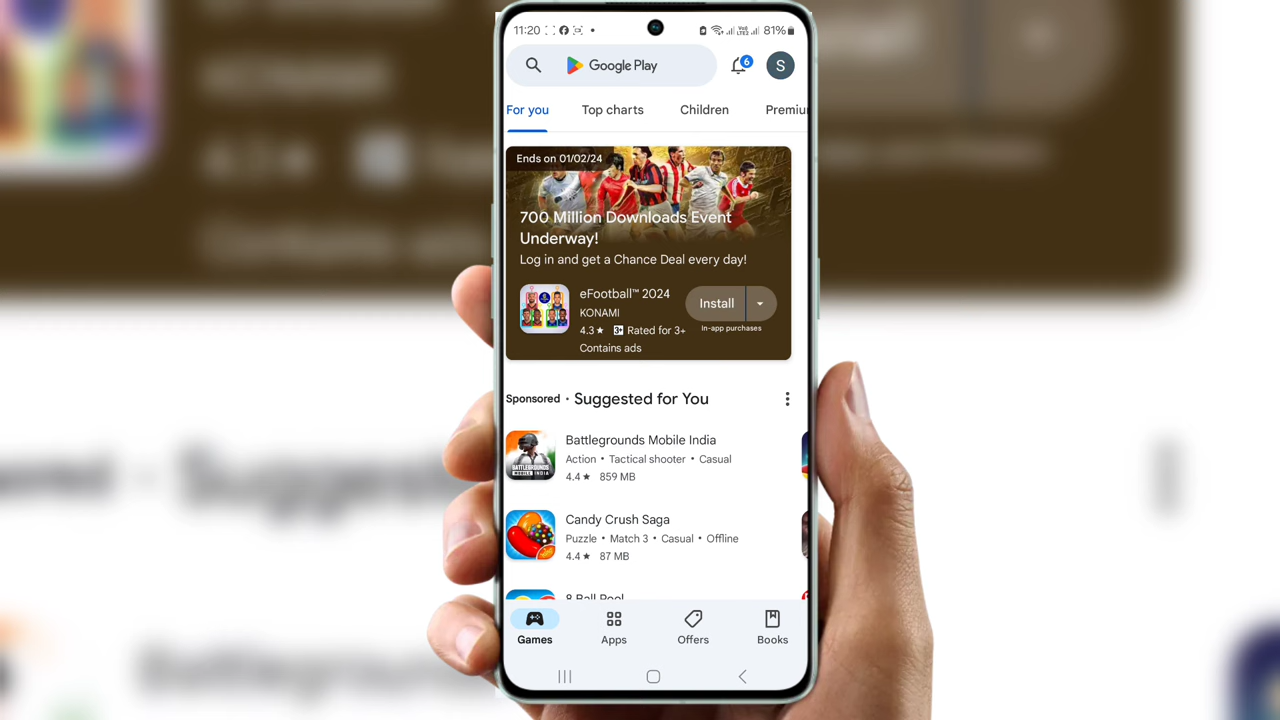 11:20
81%
Google Play
6
S
For you
Top charts
Children
Premiu
Ends on 01/02/24
700 Million Downloads Event
Underway!
Log in and get a Chance Deal every day!
eFootball™ 2024
KONAMI
4.3★ 3+ Rated for 3+
Contains ads
Install
In-app purchases
Sponsored • Suggested for You
Battlegrounds Mobile India
Action • Tactical shooter • Casual
4.4★ 859 MB
BATTLEGROUNDS
MOBILE INDIA
Candy Crush Saga
Puzzle • Match 3 • Casual • Offline
4.4★ 87 MB
8 Ball Pool
Games
Apps
Offers
Books